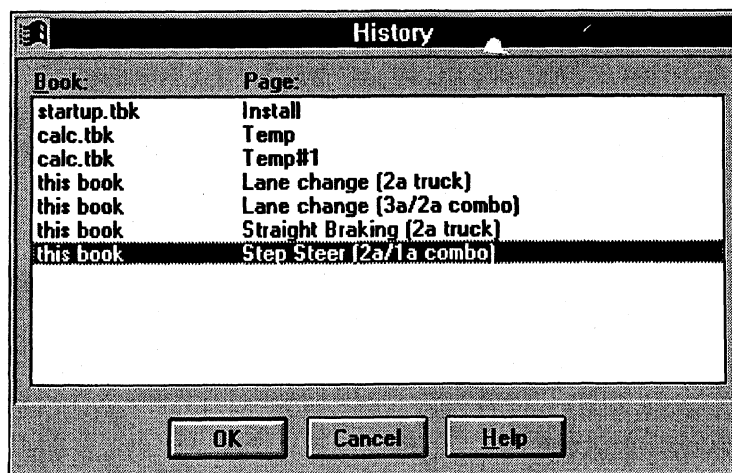 History
Book: Page:
startup.tbk Install
calc.tbk Temp
calc.tbk Temp#1
this book Lane change (2a truck)
this book Lane change (3a/2a combo)
this book Straight Braking (2a truck)
this book Step Steer (2a/1a combo)
OK Cancel Help